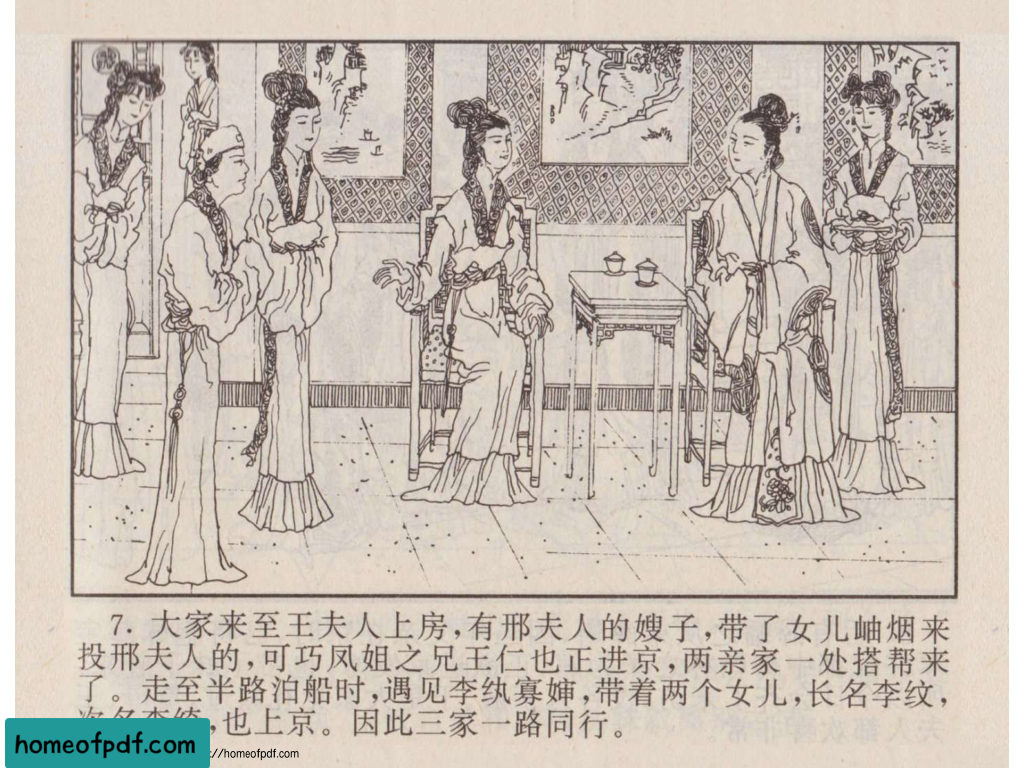 7. 大家来至王夫人上房，有邢夫人的嫂子，带了女儿岫烟来
投邢夫人的，可巧凤姐之兄王仁也正进京，两亲家一处搭帮来
了。走至半路泊船时，遇见李纨寡婶，带着两个女儿，长名李纹，
次名李绮，也上京。因此三家一路同行。
homeofpdf.com
://homeofpdf.com